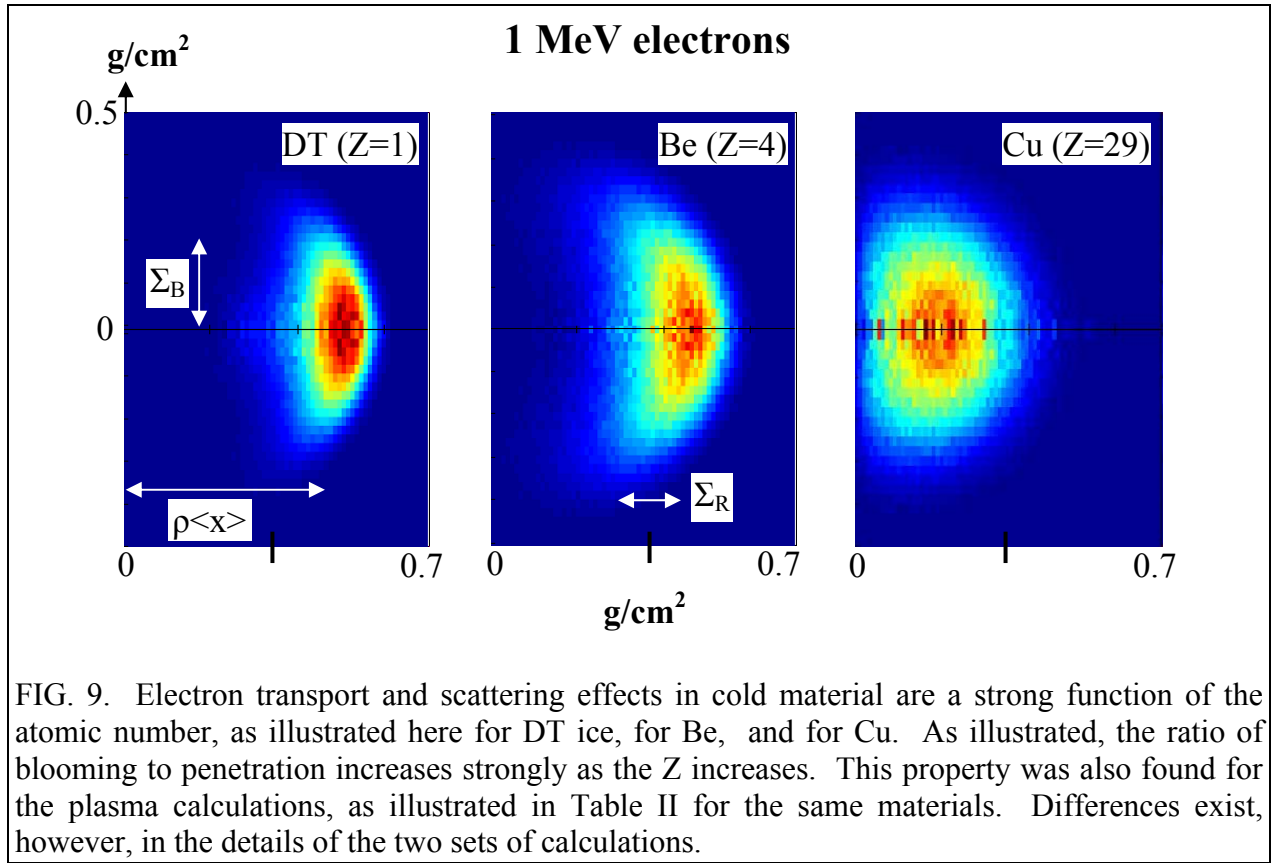 1 MeV electrons
g/cm²
0.5
0
DT (Z=1)
Σ_B
ρ<x>
0
0.7
Be (Z=4)
Σ_R
0
0.7
Cu (Z=29)
0
0.7
g/cm²
FIG. 9. Electron transport and scattering effects in cold material are a strong function of the
atomic number, as illustrated here for DT ice, for Be, and for Cu. As illustrated, the ratio of
blooming to penetration increases strongly as the Z increases. This property was also found for
the plasma calculations, as illustrated in Table II for the same materials. Differences exist,
however, in the details of the two sets of calculations.